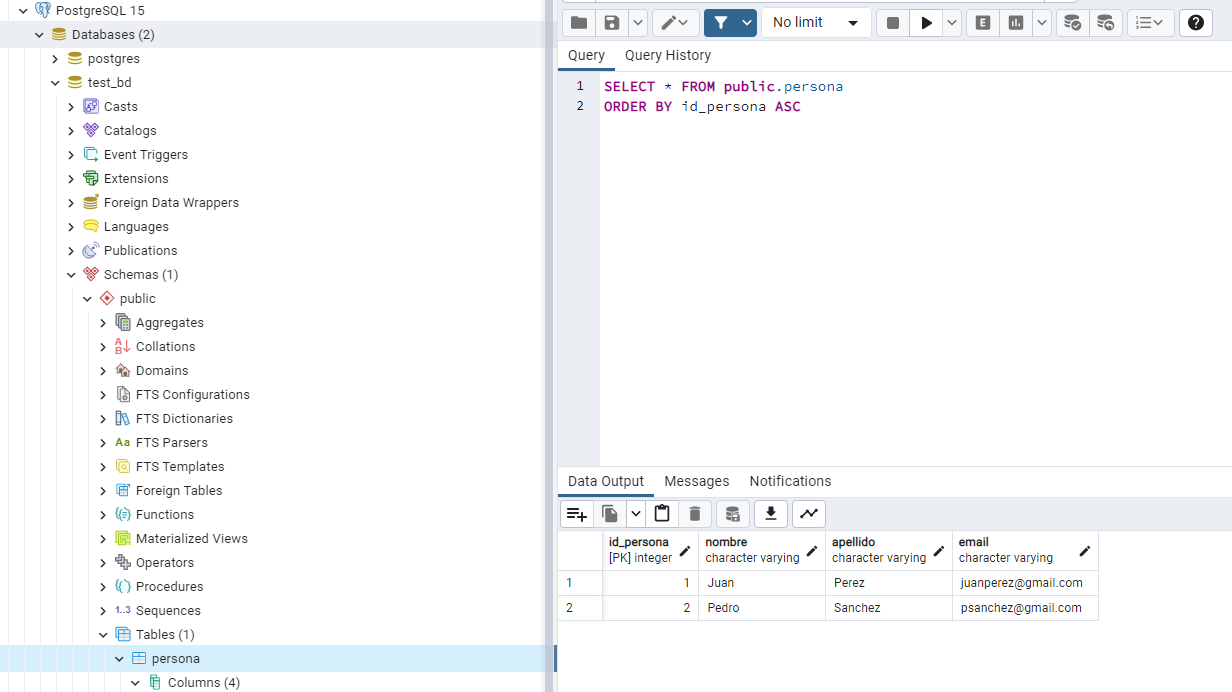 PostgreSQL 15
Databases (2)
postgres
test_bd
Casts
Catalogs
Event Triggers
Extensions
Foreign Data Wrappers
Languages
Publications
Schemas (1)
public
Aggregates
Collations
Domains
FTS Configurations
FTS Dictionaries
Aa FTS Parsers
FTS Templates
Foreign Tables
Functions
Materialized Views
Operators
Procedures
1..3 Sequences
Tables (1)
persona
Columns (4)
No limit
E
Query Query History
1 SELECT * FROM public.persona
2 ORDER BY id_persona ASC
Data Output Messages Notifications
id_persona nombre apellido email
[PK] integer character varying character varying character varying
1 1 Juan Perez juanperez@gmail.com
2 2 Pedro Sanchez psanchez@gmail.com